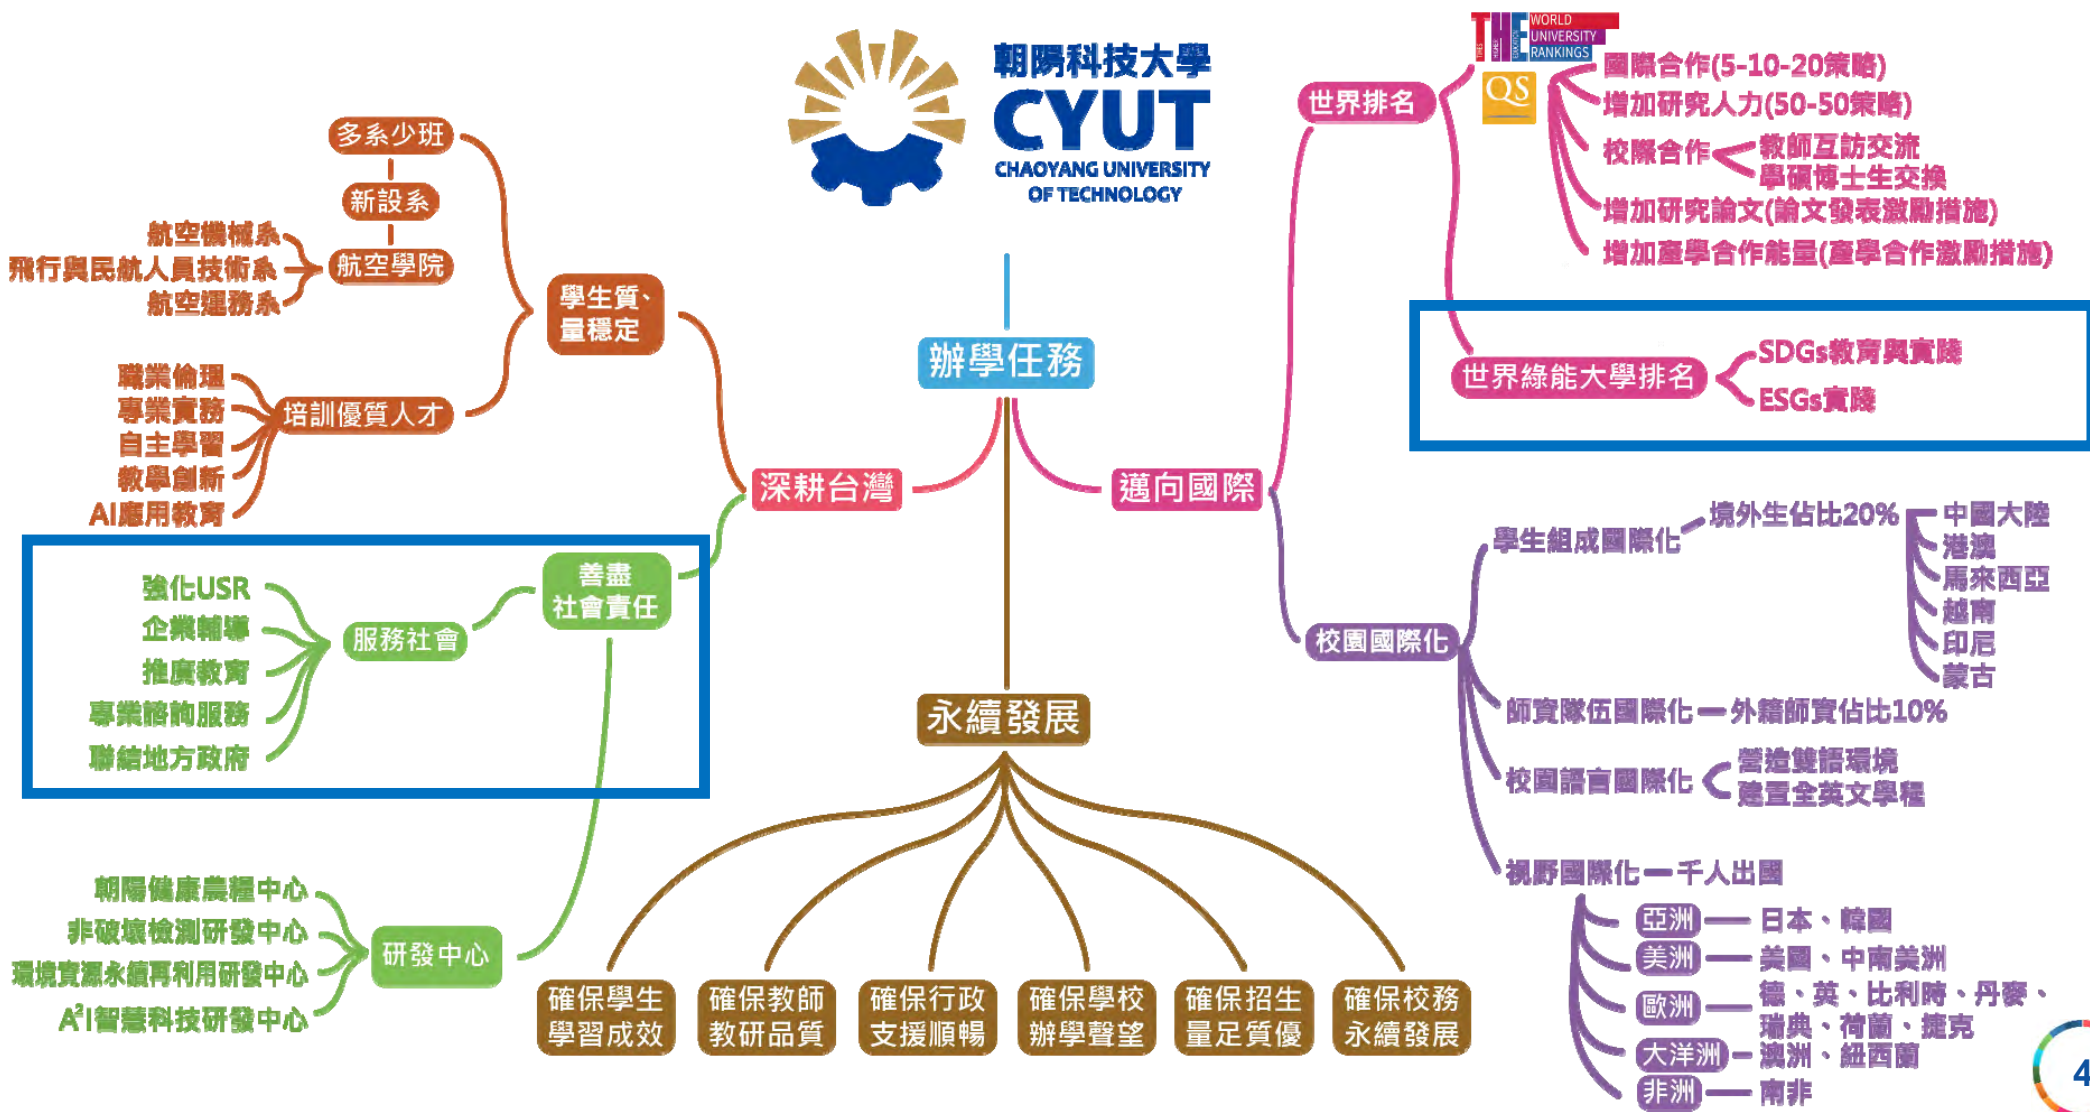 朝陽科技大學
CYUT
CHAOYANG UNIVERSITY
OF TECHNOLOGY
辦學任務
深耕台灣
學生質、
量穩定
多系少班
新設系
航空學院
航空機械系
飛行與民航人員技術系
航空運務系
培訓優質人才
職業倫理
專業實務
自主學習
教學創新
AI應用教育
善盡
社會責任
服務社會
強化USR
企業輔導
推廣教育
專業諮詢服務
聯結地方政府
研發中心
朝陽健康農糧中心
非破壞檢測研發中心
環境資源永續再利用研發中心
A²I智慧科技研發中心
永續發展
確保學生
學習成效
確保教師
教研品質
確保行政
支援順暢
確保學校
辦學聲望
確保招生
量足質優
確保校務
永續發展
邁向國際
世界排名
THE
TIMES
HIGHER
EDUCATION
WORLD
UNIVERSITY
RANKINGS
QS
國際合作(5-10-20策略)
增加研究人力(50-50策略)
校際合作
教師互訪交流
學碩博士生交換
增加研究論文(論文發表激勵措施)
增加產學合作能量(產學合作激勵措施)
世界綠能大學排名
SDGs教育與實踐
ESGs實踐
校園國際化
學生組成國際化
境外生佔比20%
中國大陸
港澳
馬來西亞
越南
印尼
蒙古
師資隊伍國際化
外籍師資佔比10%
校園語言國際化
營造雙語環境
建置全英文學程
視野國際化
千人出國
亞洲
日本、韓國
美洲
美國、中南美洲
歐洲
德、英、比利時、丹麥、
瑞典、荷蘭、捷克
大洋洲
澳洲、紐西蘭
非洲
南非
4